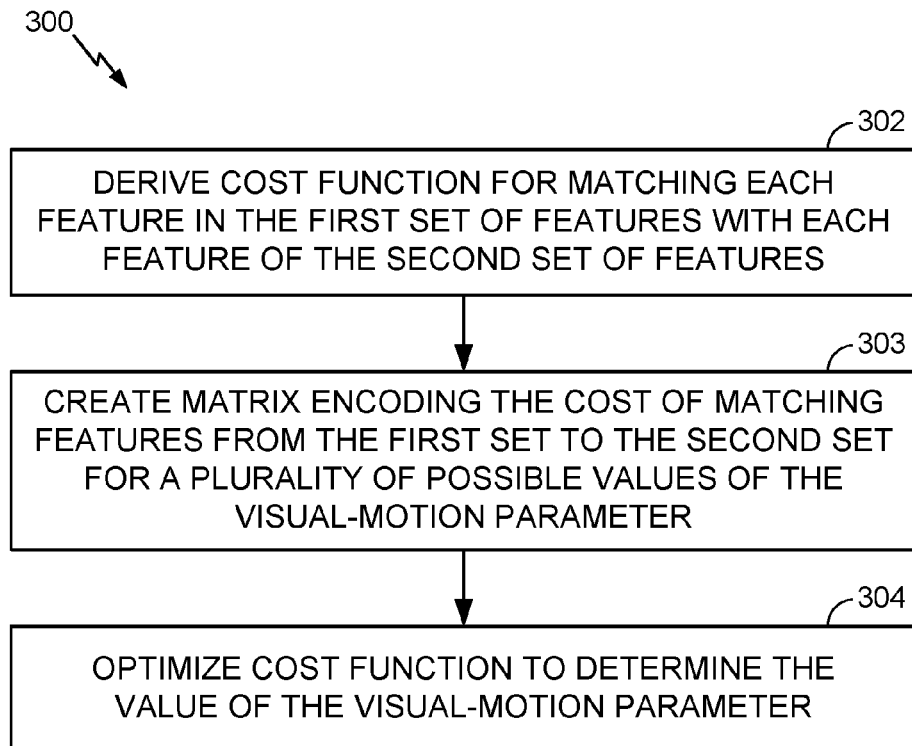 300
302
DERIVE COST FUNCTION FOR MATCHING EACH
FEATURE IN THE FIRST SET OF FEATURES WITH EACH
FEATURE OF THE SECOND SET OF FEATURES
303
CREATE MATRIX ENCODING THE COST OF MATCHING
FEATURES FROM THE FIRST SET TO THE SECOND SET
FOR A PLURALITY OF POSSIBLE VALUES OF THE
VISUAL-MOTION PARAMETER
304
OPTIMIZE COST FUNCTION TO DETERMINE THE
VALUE OF THE VISUAL-MOTION PARAMETER